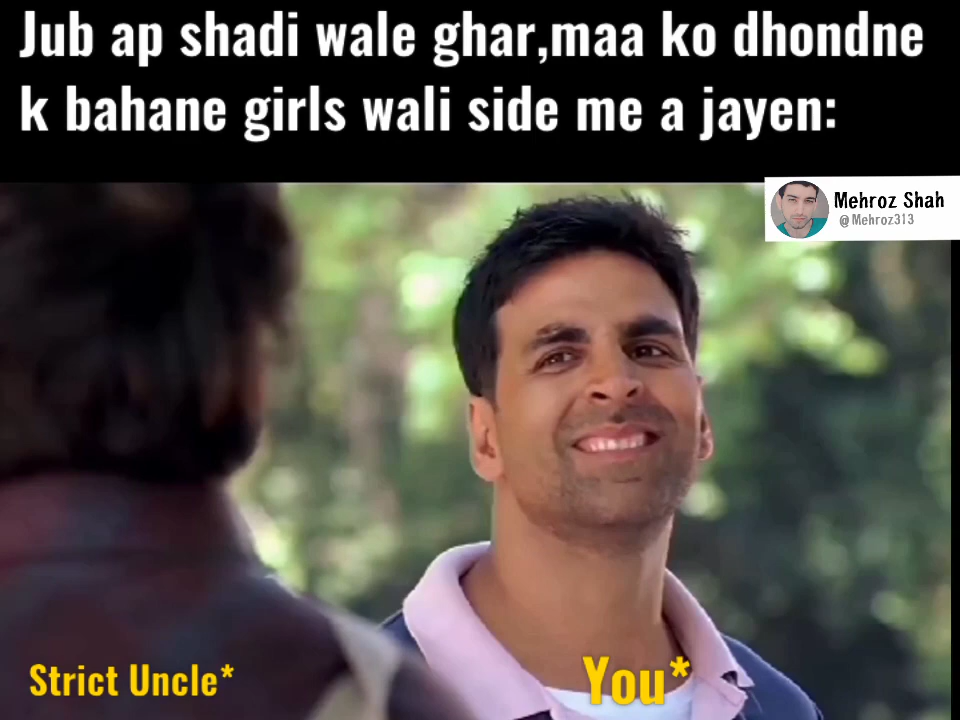 Jub ap shadi wale ghar,maa ko dhondne
k bahane girls wali side me a jayen:
Mehroz Shah
@Mehroz313
Strict Uncle*
You*